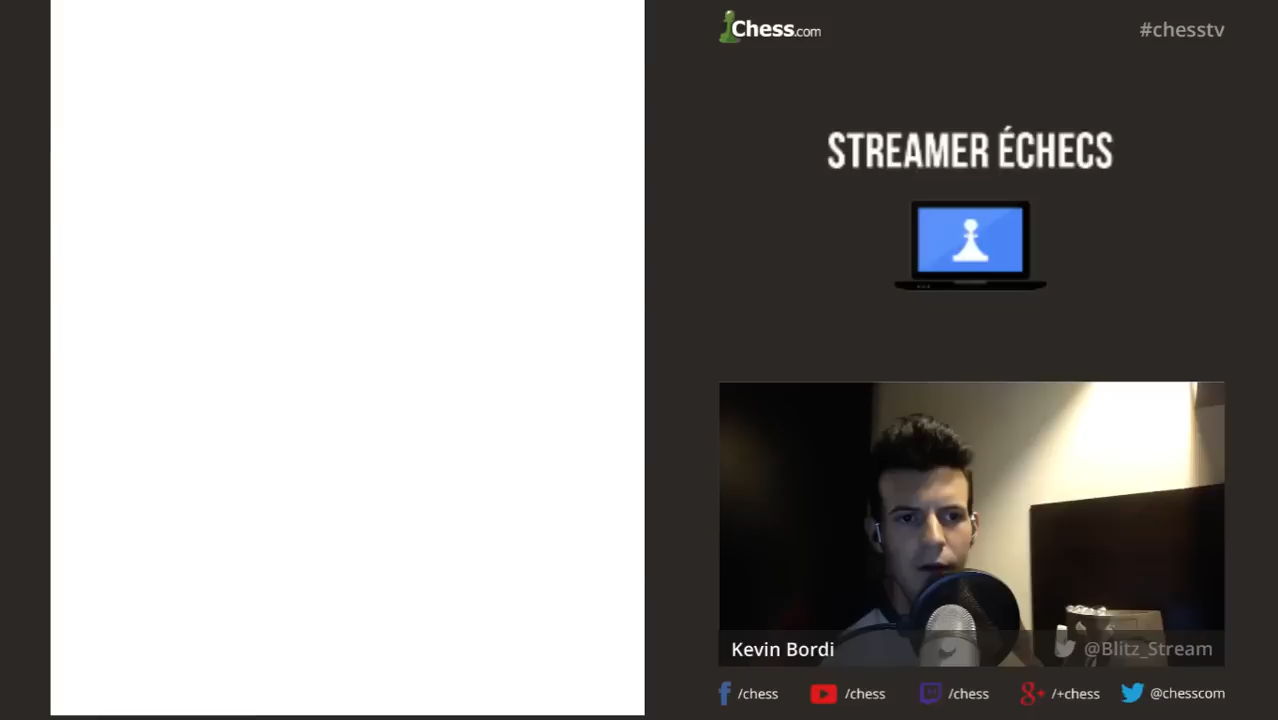 Chess.com
#chesstv
STREAMER ÉCHECS
Kevin Bordi
@Blitz_Stream
/chess
/chess
/chess
/+chess
@chesscom